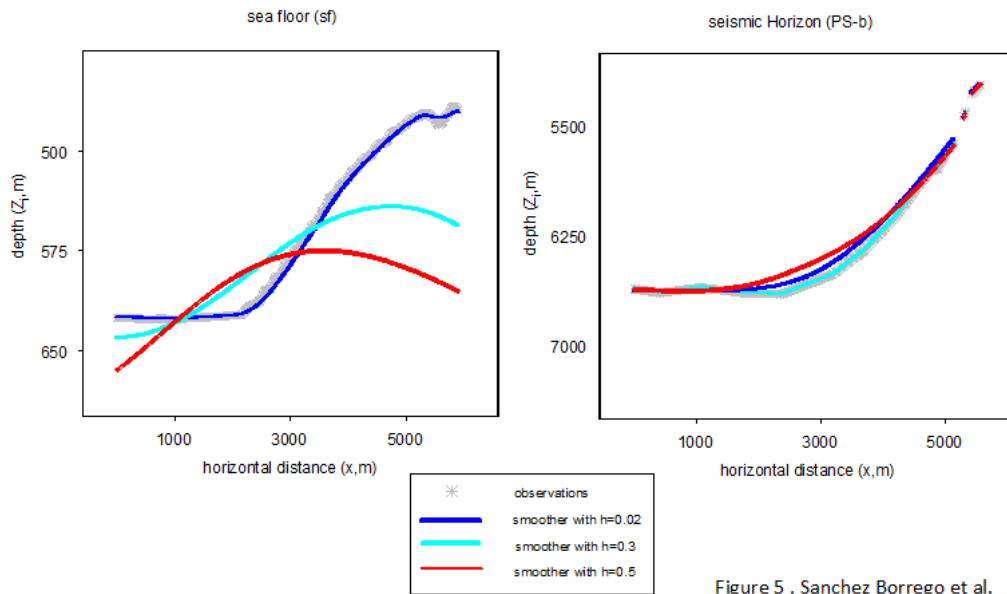 sea floor (sf)
500
575
650
depth (Zi,m)
1000 3000 5000
horizontal distance (x,m)
seismic Horizon (PS-b)
5500
6250
7000
depth (Zi,m)
1000 3000 5000
horizontal distance (x,m)
observations
smoother with h=0.02
smoother with h=0.3
smoother with h=0.5
Figure 5 . Sanchez Borrego et al.